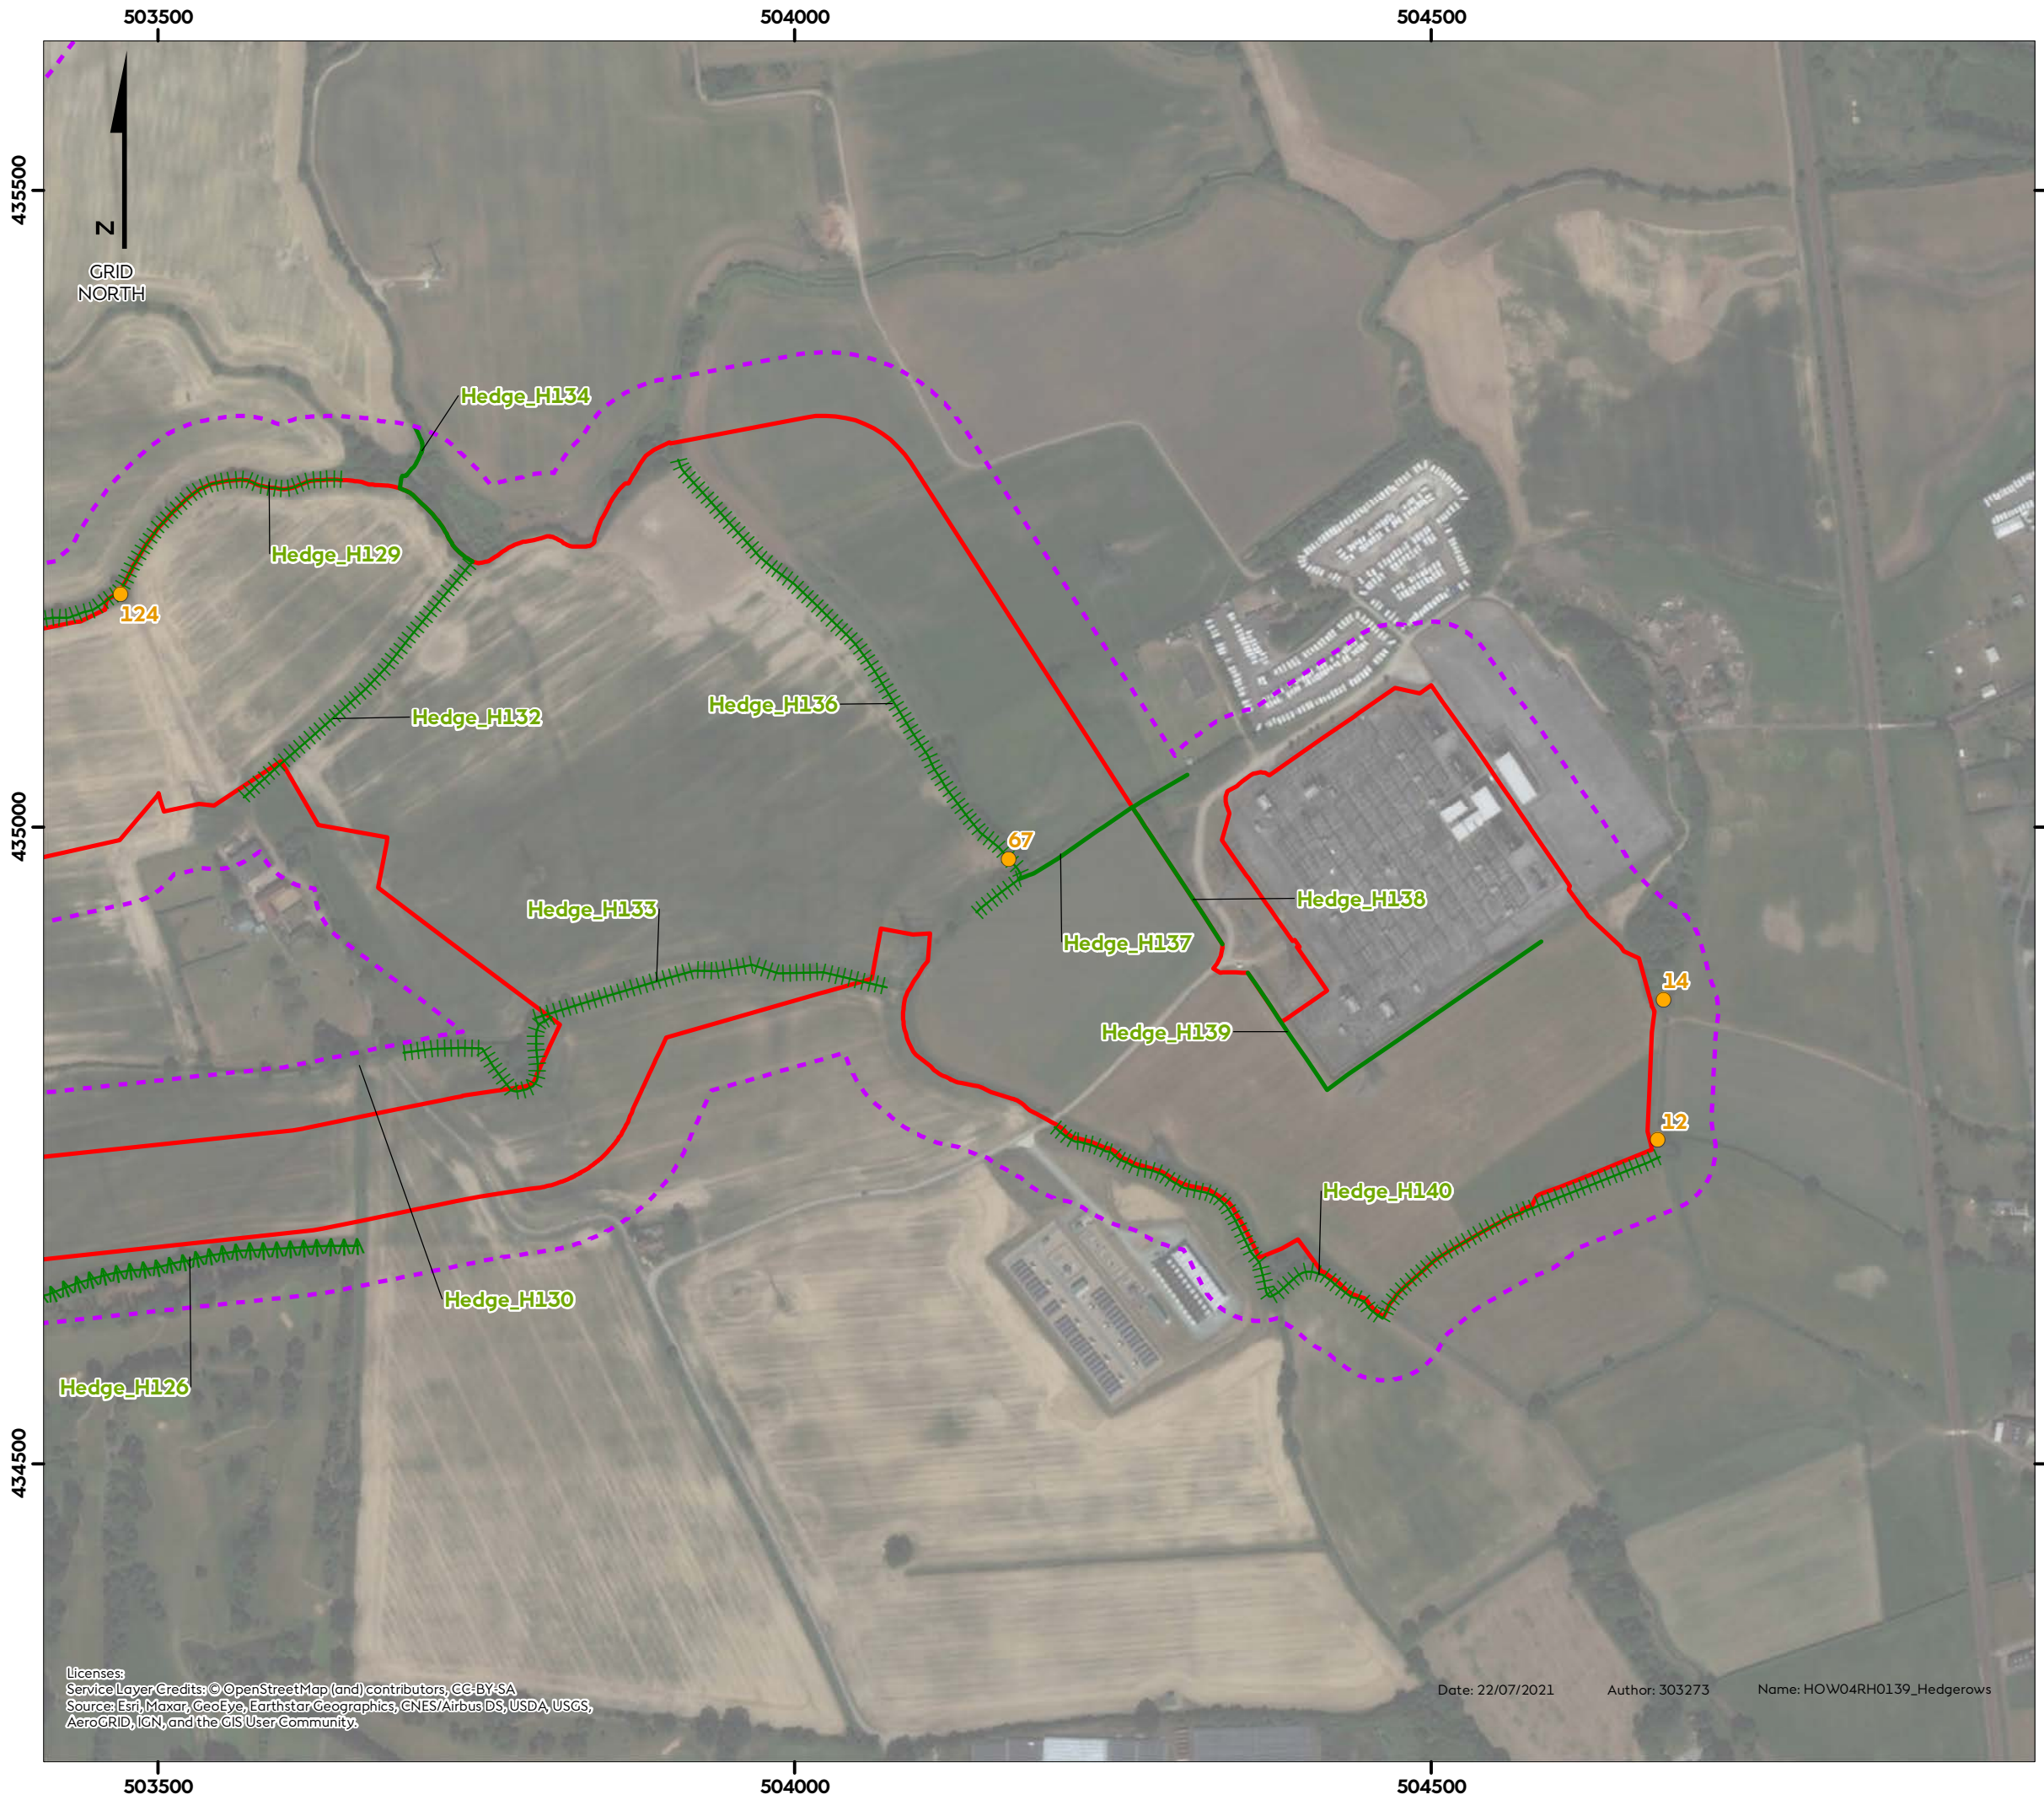 503500 504000 504500
435500
N
GRID
NORTH
Hedge_H134
Hedge_H129
124
Hedge_H132
Hedge_H136
435000
67
Hedge_H133
Hedge_H138
Hedge_H137
14
Hedge_H139
12
Hedge_H140
Hedge_H130
Hedge_H126
434500
Licenses:
Service Layer Credits: © OpenStreetMap (and) contributors, CC-BY-SA
Source: Esri, Maxar, GeoEye, Earthstar Geographics, CNES/Airbus DS, USDA, USGS,
AeroGRID, IGN, and the GIS User Community.
Date: 22/07/2021 Author: 303273 Name: HOW04RH0139_Hedgerows
503500 504000 504500